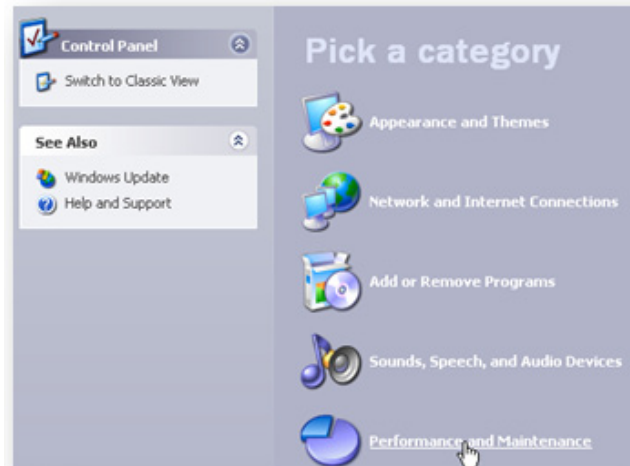 Control Panel
Switch to Classic View
See Also
Windows Update
Help and Support
Pick a category
Appearance and Themes
Network and Internet Connections
Add or Remove Programs
Sounds, Speech, and Audio Devices
Performance and Maintenance